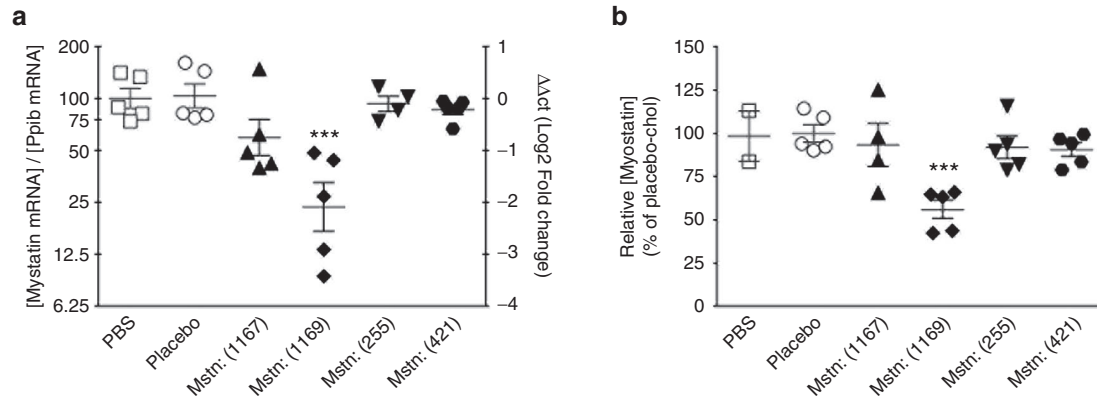 a
[Mystatin mRNA] / [Ppib mRNA]
200
100
75
50
25
12.5
6.25
***
1
0
−1
−2
−3
−4
ΔΔct (Log2 Fold change)
PBS
Placebo
Mstn: (1167)
Mstn: (1169)
Mstn: (255)
Mstn: (421)
b
Relative [Myostatin]
(% of placebo-chol)
150
125
100
75
50
25
0
***
PBS
Placebo
Mstn: (1167)
Mstn: (1169)
Mstn: (255)
Mstn: (421)